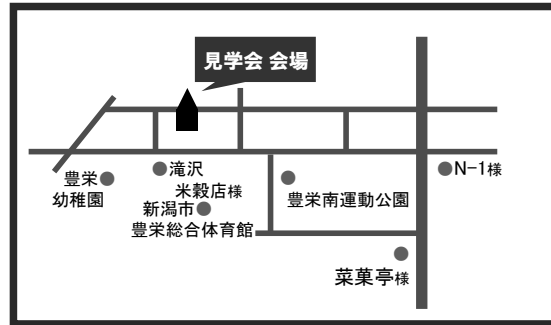 見学会 会場
豊栄
幼稚園
滝沢
米穀店様
新潟市
豊栄総合体育館
豊栄南運動公園
N-1様
菜菓亭様